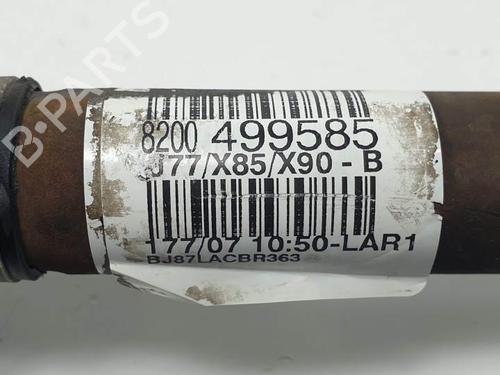 B-PARTS
8200 499585
J77/X85/X90 - B
177/07 10:50-LAR1
BJ87LACBR363